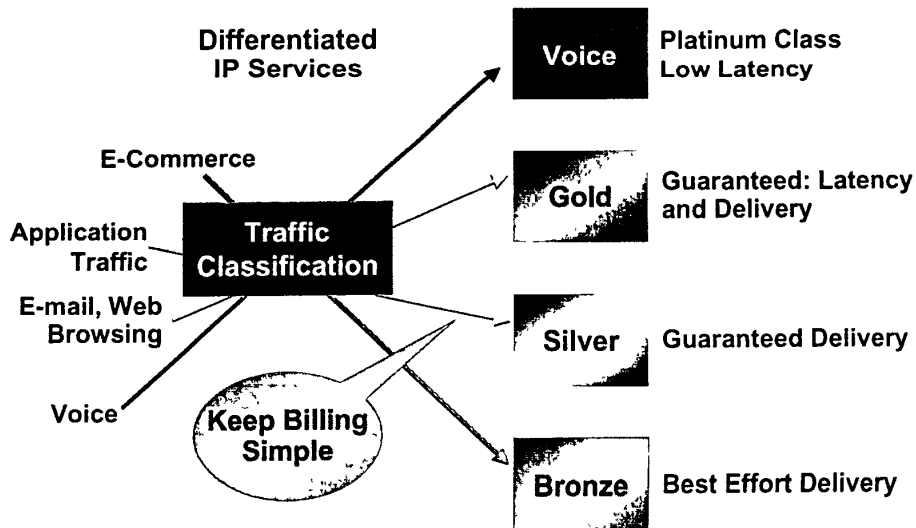 Differentiated
IP Services
Voice
Platinum Class
Low Latency
E-Commerce
Gold
Guaranteed: Latency
and Delivery
Traffic
Classification
Application
Traffic
E-mail, Web
Browsing
Silver
Guaranteed Delivery
Voice
Keep Billing
Simple
Bronze
Best Effort Delivery